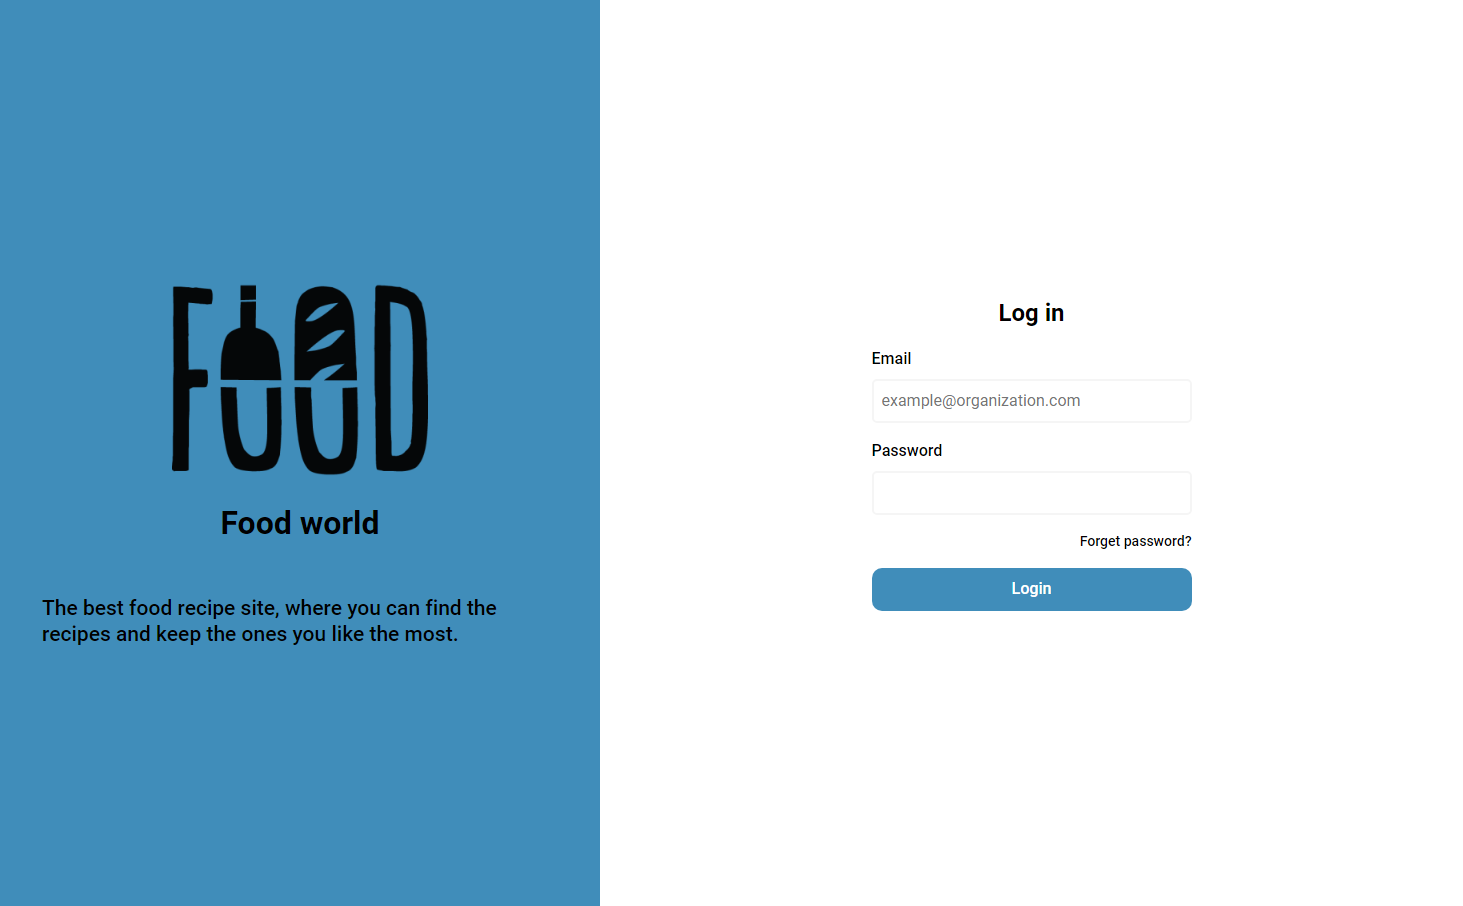 FOOD
Food world
The best food recipe site, where you can find the
recipes and keep the ones you like the most.
Log in
Email
example@organization.com
Password
Forget password?
Login